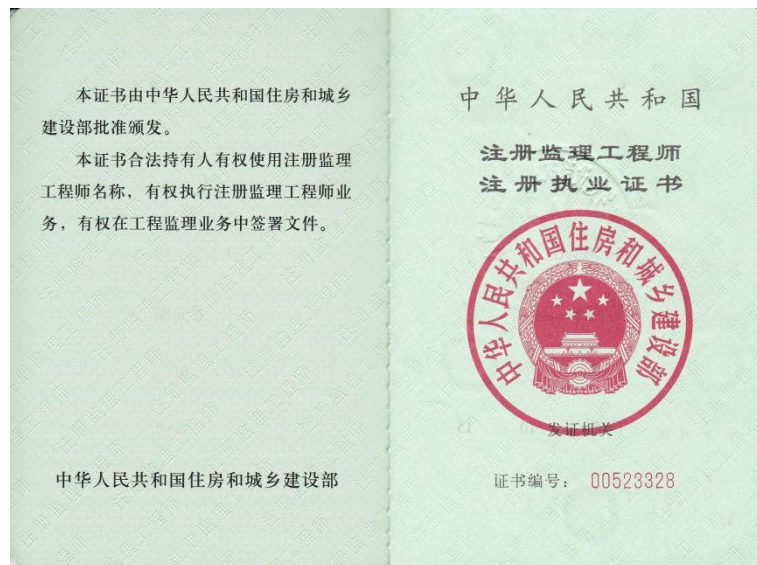 本证书由中华人民共和国住房和城乡
建设部批准颁发。
本证书合法持有人有权使用注册监理
工程师名称，有权执行注册监理工程师业
务，有权在工程监理业务中签署文件。
中华人民共和国住房和城乡建设部
中华人民共和国
注册监理工程师
注册执业证书
中华人民共和国住房和城乡建设部
发证机关
证书编号： 00523328